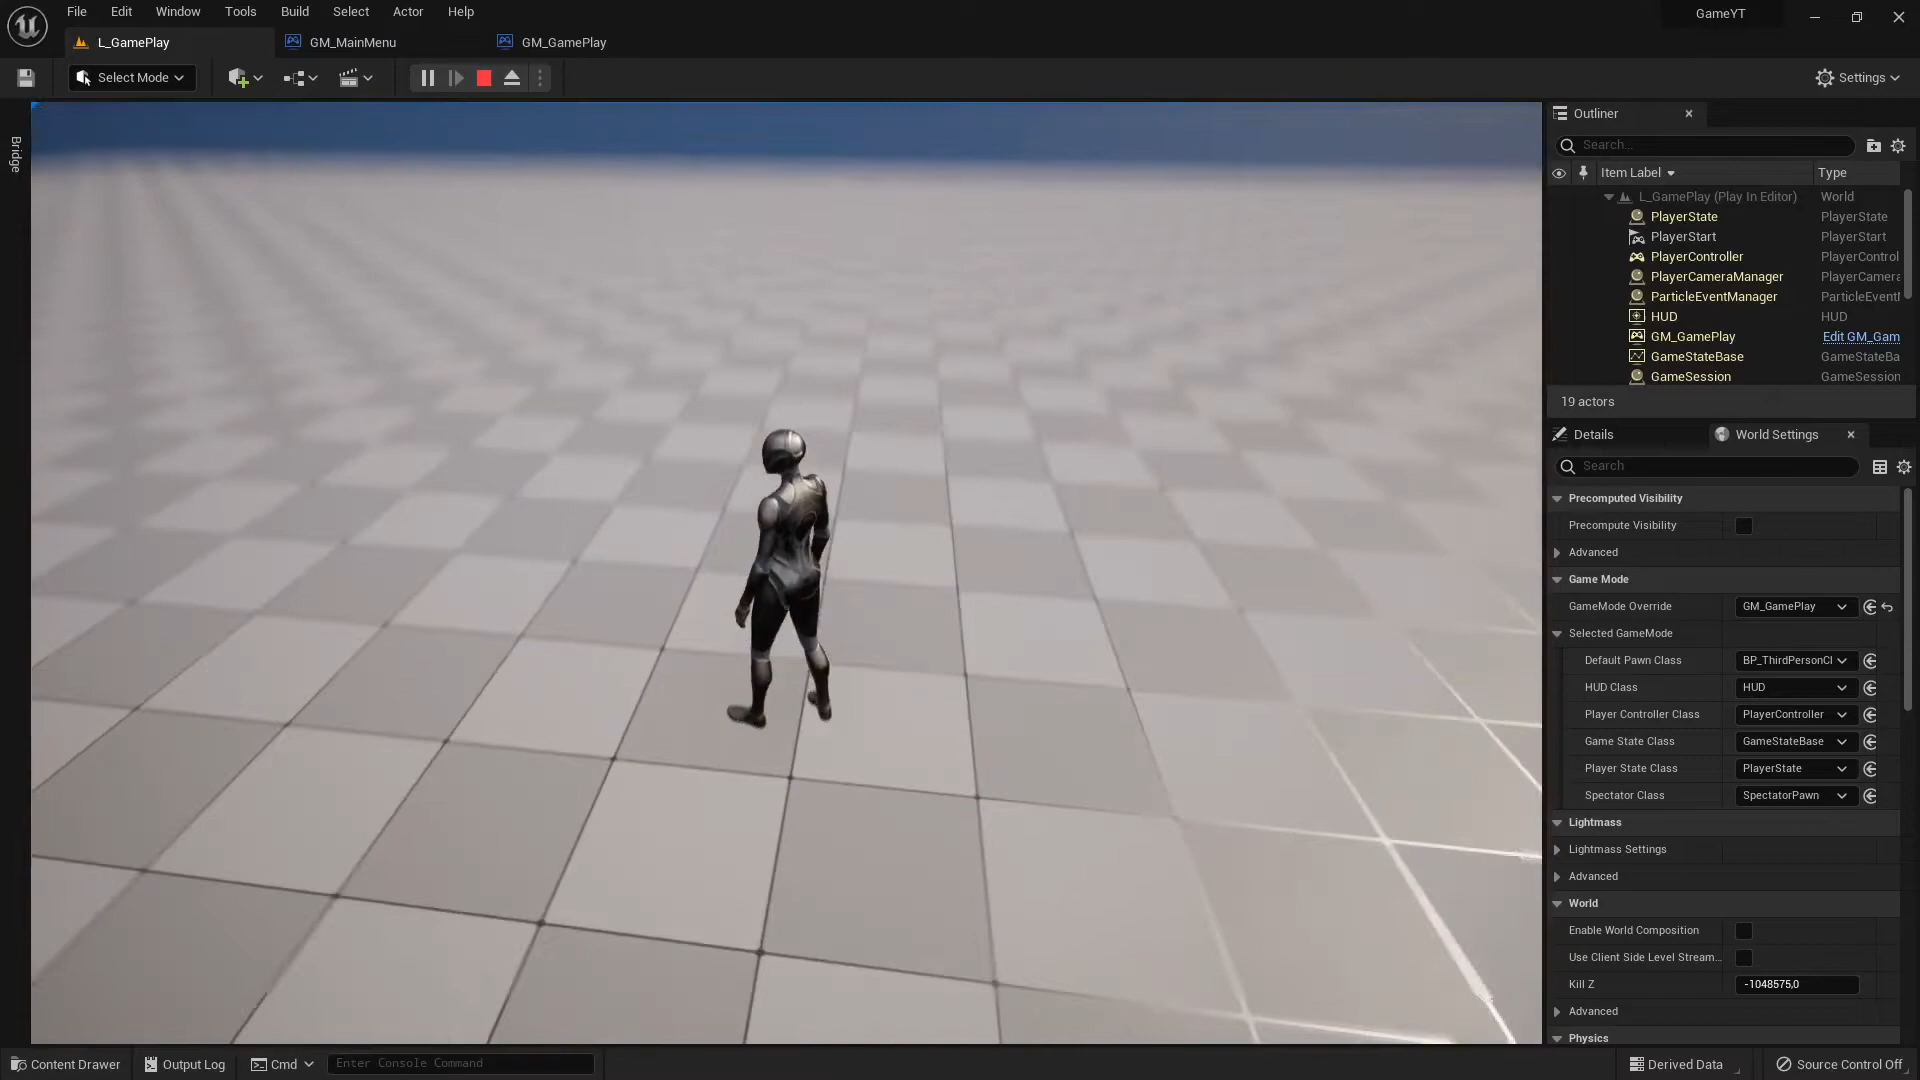 File Edit Window Tools Build Select Actor Help
GameYT
L_GamePlay
GM_MainMenu
GM_GamePlay
Select Mode
Settings
Bridge
Outliner
Search...
Item Label Type
L_GamePlay (Play In Editor) World
PlayerState PlayerState
PlayerStart PlayerStart
PlayerController PlayerControl
PlayerCameraManager PlayerCamera
ParticleEventManager ParticleEventM
HUD HUD
GM_GamePlay Edit GM_Gam
GameStateBase GameStateBa
GameSession GameSession
19 actors
Details
World Settings
Search
Precomputed Visibility
Precompute Visibility
Advanced
Game Mode
GameMode Override GM_GamePlay
Selected GameMode
Default Pawn Class BP_ThirdPersonCl
HUD Class HUD
Player Controller Class PlayerController
Game State Class GameStateBase
Player State Class PlayerState
Spectator Class SpectatorPawn
Lightmass
Lightmass Settings
Advanced
World
Enable World Composition
Use Client Side Level Stream...
Kill Z -1048575,0
Advanced
Physics
Content Drawer
Output Log
Cmd
Enter Console Command
Derived Data
Source Control Off